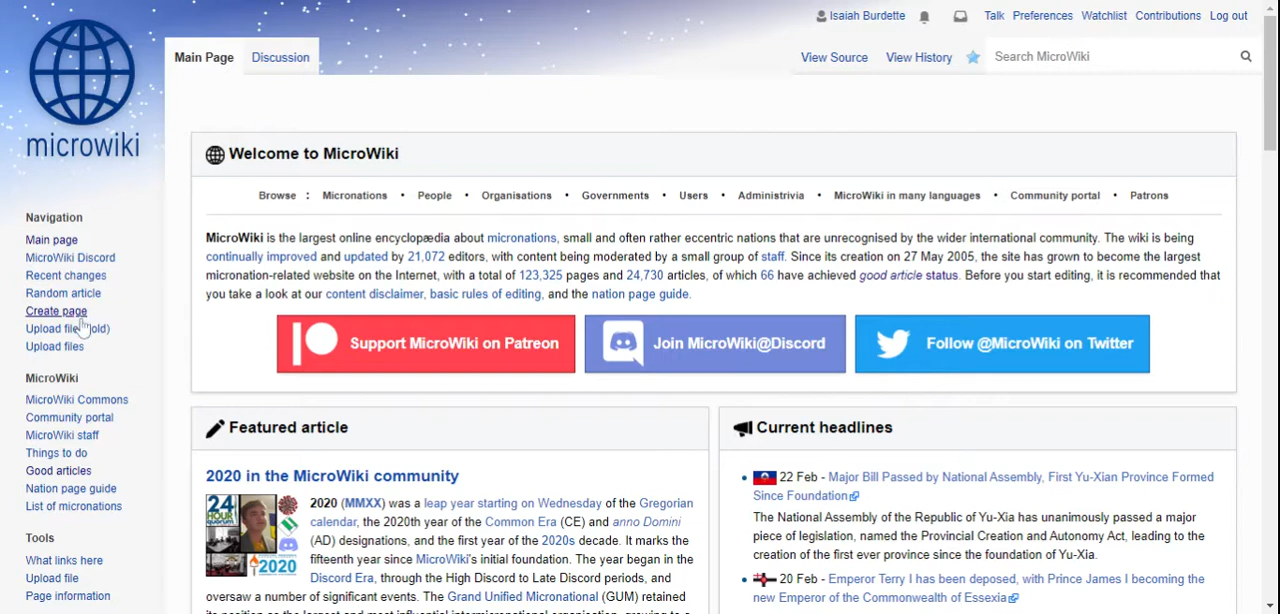 Isaiah Burdette Talk Preferences Watchlist Contributions Log out
microwiki
Main Page Discussion View Source View History Search MicroWiki
Navigation
Main page
MicroWiki Discord
Recent changes
Random article
Create page
Upload file (old)
Upload files
MicroWiki
MicroWiki Commons
Community portal
MicroWiki staff
Things to do
Good articles
Nation page guide
List of micronations
Tools
What links here
Upload file
Page information
Welcome to MicroWiki
Browse : Micronations • People • Organisations • Governments • Users • Administrivia • MicroWiki in many languages • Community portal • Patrons
MicroWiki is the largest online encyclopædia about micronations, small and often rather eccentric nations that are unrecognised by the wider international community. The wiki is being
continually improved and updated by 21,072 editors, with content being moderated by a small group of staff. Since its creation on 27 May 2005, the site has grown to become the largest
micronation-related website on the Internet, with a total of 123,325 pages and 24,730 articles, of which 66 have achieved good article status. Before you start editing, it is recommended that
you take a look at our content disclaimer, basic rules of editing, and the nation page guide.
Support MicroWiki on Patreon
Join MicroWiki@Discord
Follow @MicroWiki on Twitter
Featured article
2020 in the MicroWiki community
24
HOUR
2020
2020 (MMXX) was a leap year starting on Wednesday of the Gregorian
calendar, the 2020th year of the Common Era (CE) and anno Domini
(AD) designations, and the first year of the 2020s decade. It marks the
fifteenth year since MicroWiki's initial foundation. The year began in the
Discord Era, through the High Discord to Late Discord periods, and
oversaw a number of significant events. The Grand Unified Micronational (GUM) retained
its position as the largest and most influential intermicronational organisation, growing to a
Current headlines
22 Feb - Major Bill Passed by National Assembly, First Yu-Xian Province Formed
Since Foundation
The National Assembly of the Republic of Yu-Xia has unanimously passed a major
piece of legislation, named the Provincial Creation and Autonomy Act, leading to the
creation of the first ever province since the foundation of Yu-Xia.
20 Feb - Emperor Terry I has been deposed, with Prince James I becoming the
new Emperor of the Commonwealth of Essexia